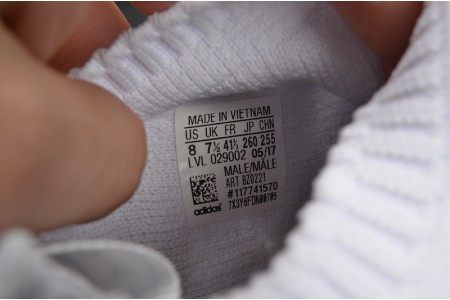 MADE IN VIETNAM
US UK FR JP CHN
8 7½ 41⅓ 260 255
LVL 029002 05/17
MALE/MÂLE
ART BZ0221
#117741570
adidas